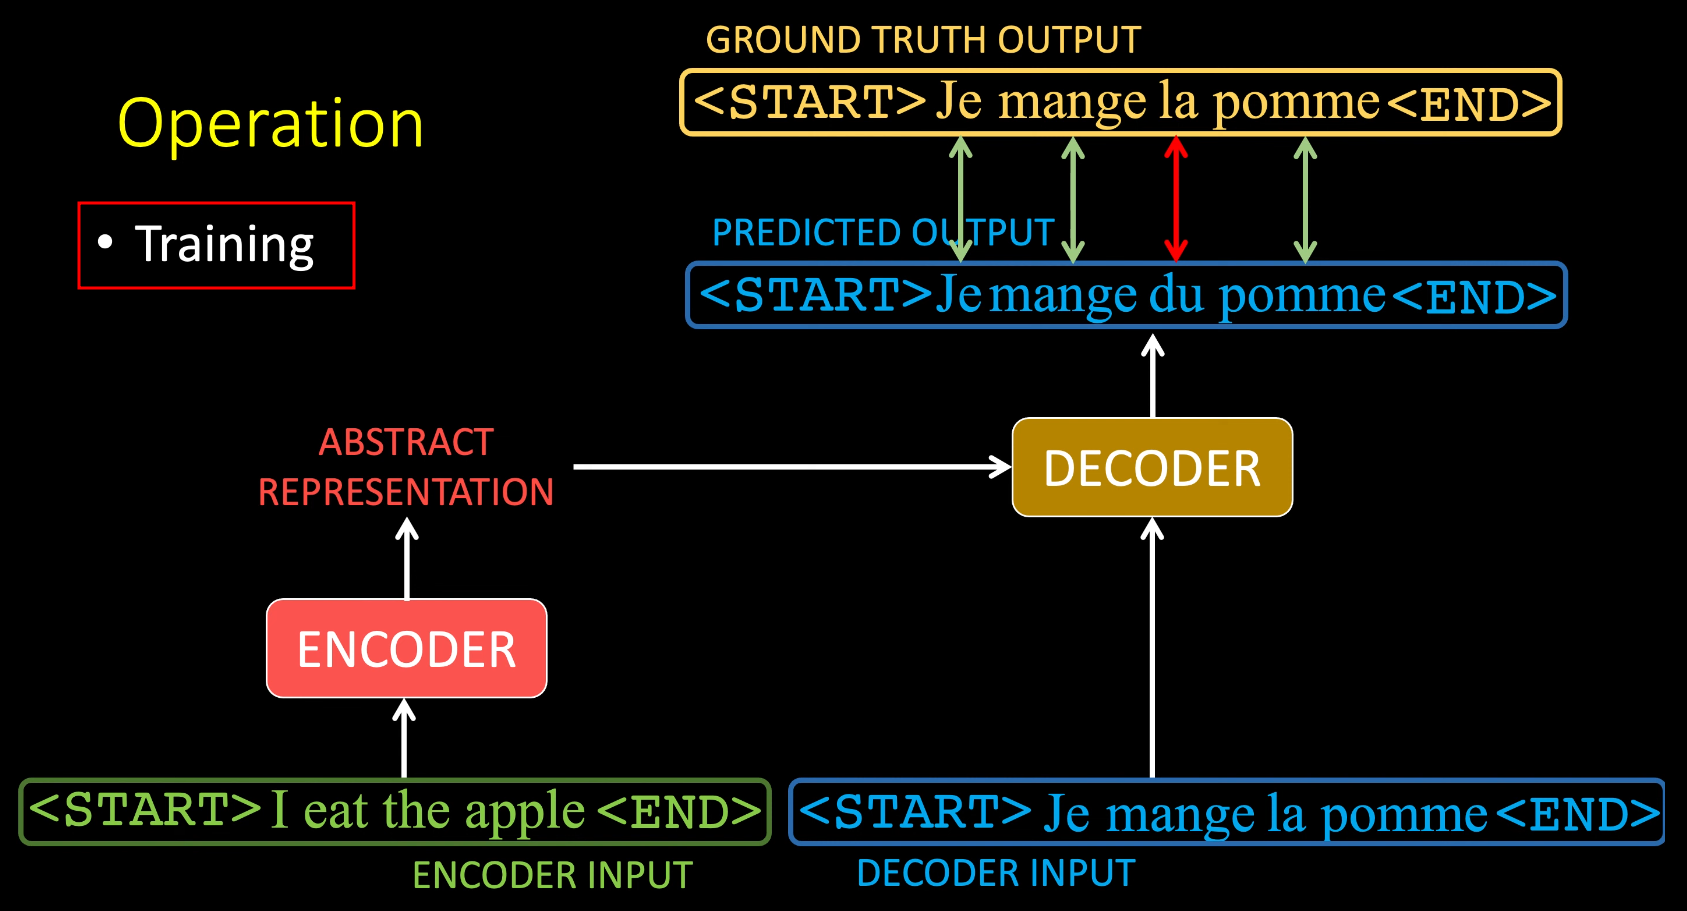 Operation
• Training
GROUND TRUTH OUTPUT
<START> Je mange la pomme <END>
PREDICTED OUTPUT
<START> Je mange du pomme <END>
ABSTRACT
REPRESENTATION
DECODER
ENCODER
<START> I eat the apple <END>
ENCODER INPUT
<START> Je mange la pomme <END>
DECODER INPUT